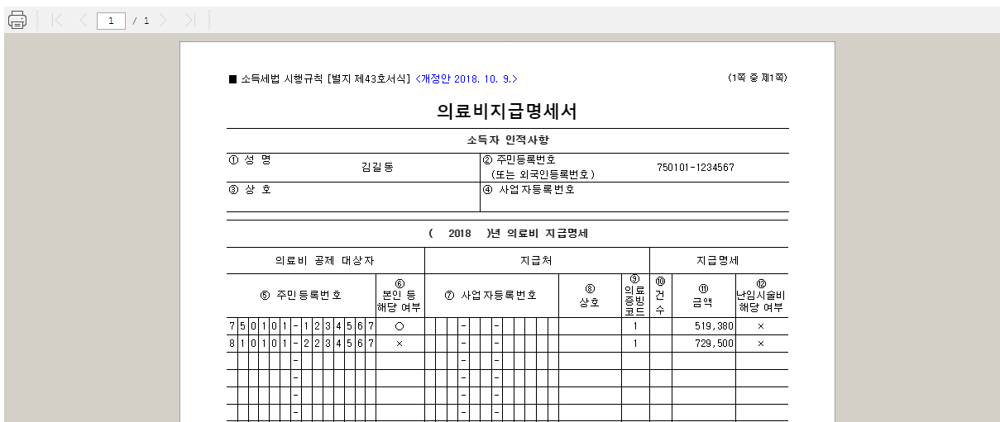 1 / 1
■ 소득세법 시행규칙 [별지 제43호서식] <개정안 2018. 10. 9.>
(1쪽 중 제1쪽)
의료비지급명세서
소득자 인적사항
① 성 명 김길동 ② 주민등록번호 (또는 외국인등록번호) 750101-1234567
③ 상 호 ④ 사업자등록번호
( 2018 )년 의료비 지급명세
의료비 공제 대상자 지급처 지급명세
⑤ 주민등록번호 ⑥ 본인 등 해당 여부 ⑦ 사업자등록번호 ⑧ 상호 ⑨ 의료증빙코드 ⑩ 건수 ⑪ 금액 ⑫ 난임시술비 해당 여부
750101-1234567 ○ - - 1 519,380 ×
810101-2234567 × - - 1 729,500 ×
- - -
- - -
- - -
- - -